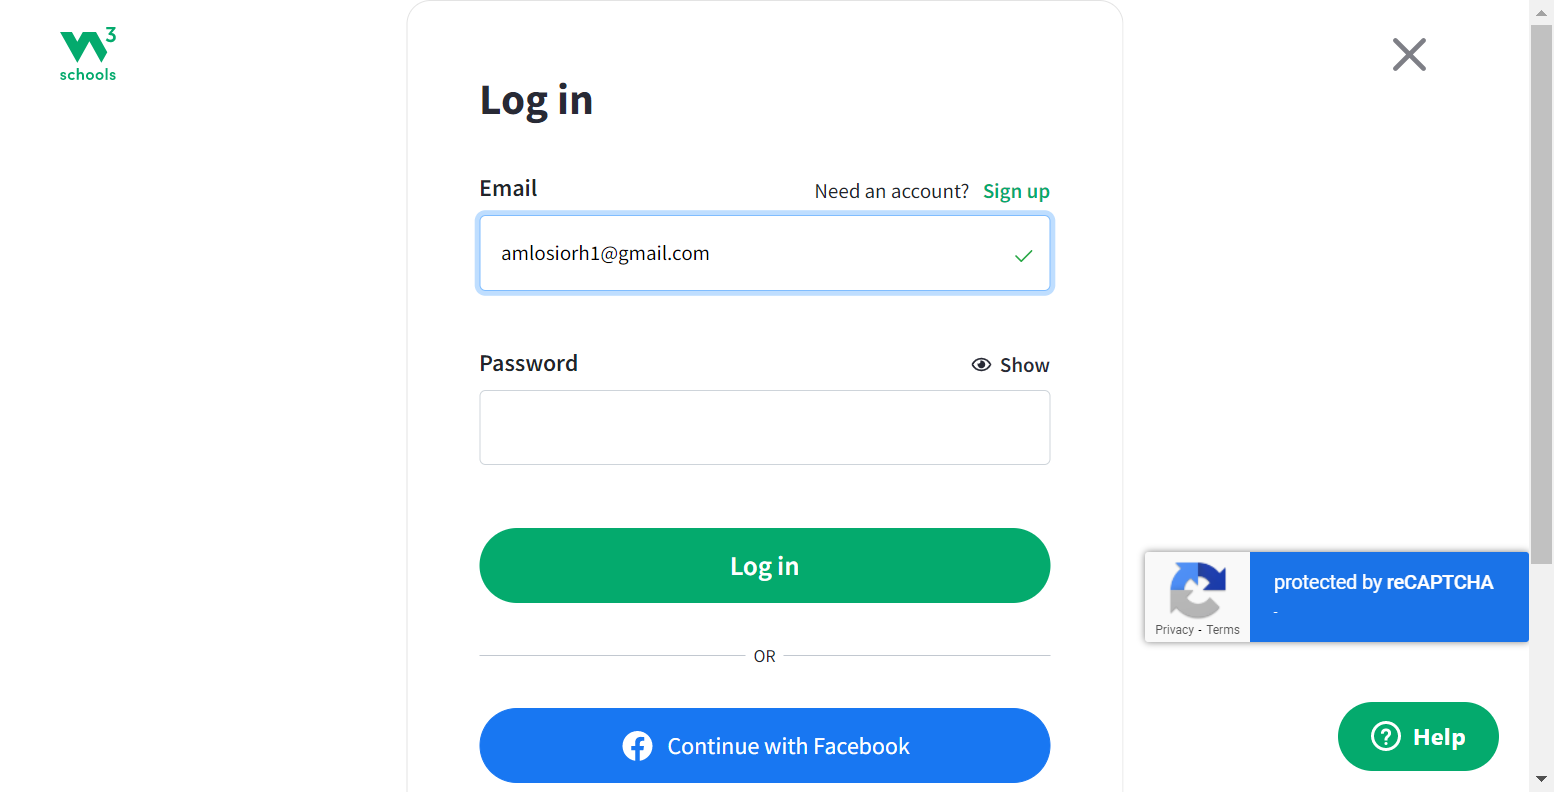 3
schools
Log in
Email
Need an account? Sign up
amlosiorh1@gmail.com
Password
Show
Log in
OR
Continue with Facebook
protected by reCAPTCHA
-
Privacy - Terms
Help